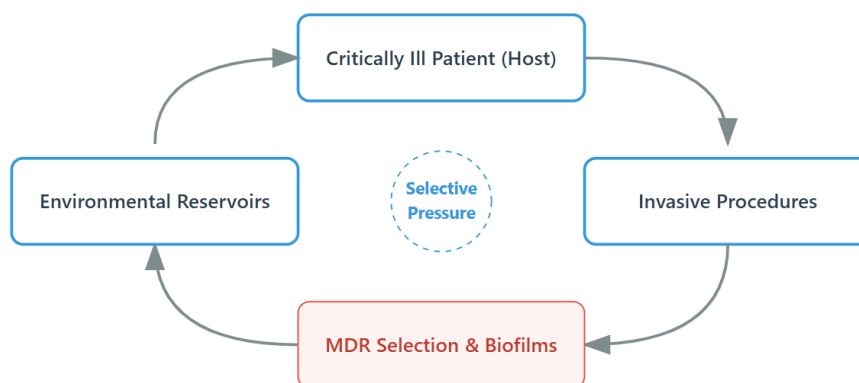 Critically Ill Patient (Host)
Environmental Reservoirs
Selective
Pressure
Invasive Procedures
MDR Selection & Biofilms